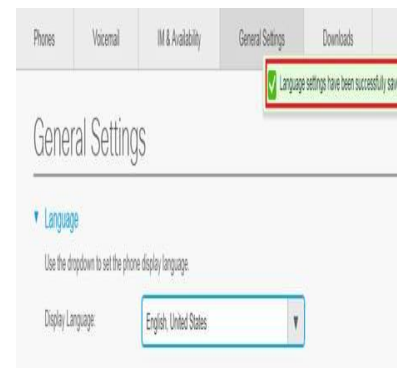 Phones Voicemail IM & Availability General Settings Downloads
Language settings have been successfully save
General Settings
Language
Use the dropdown to set the phone display language.
Display Language: English, United States